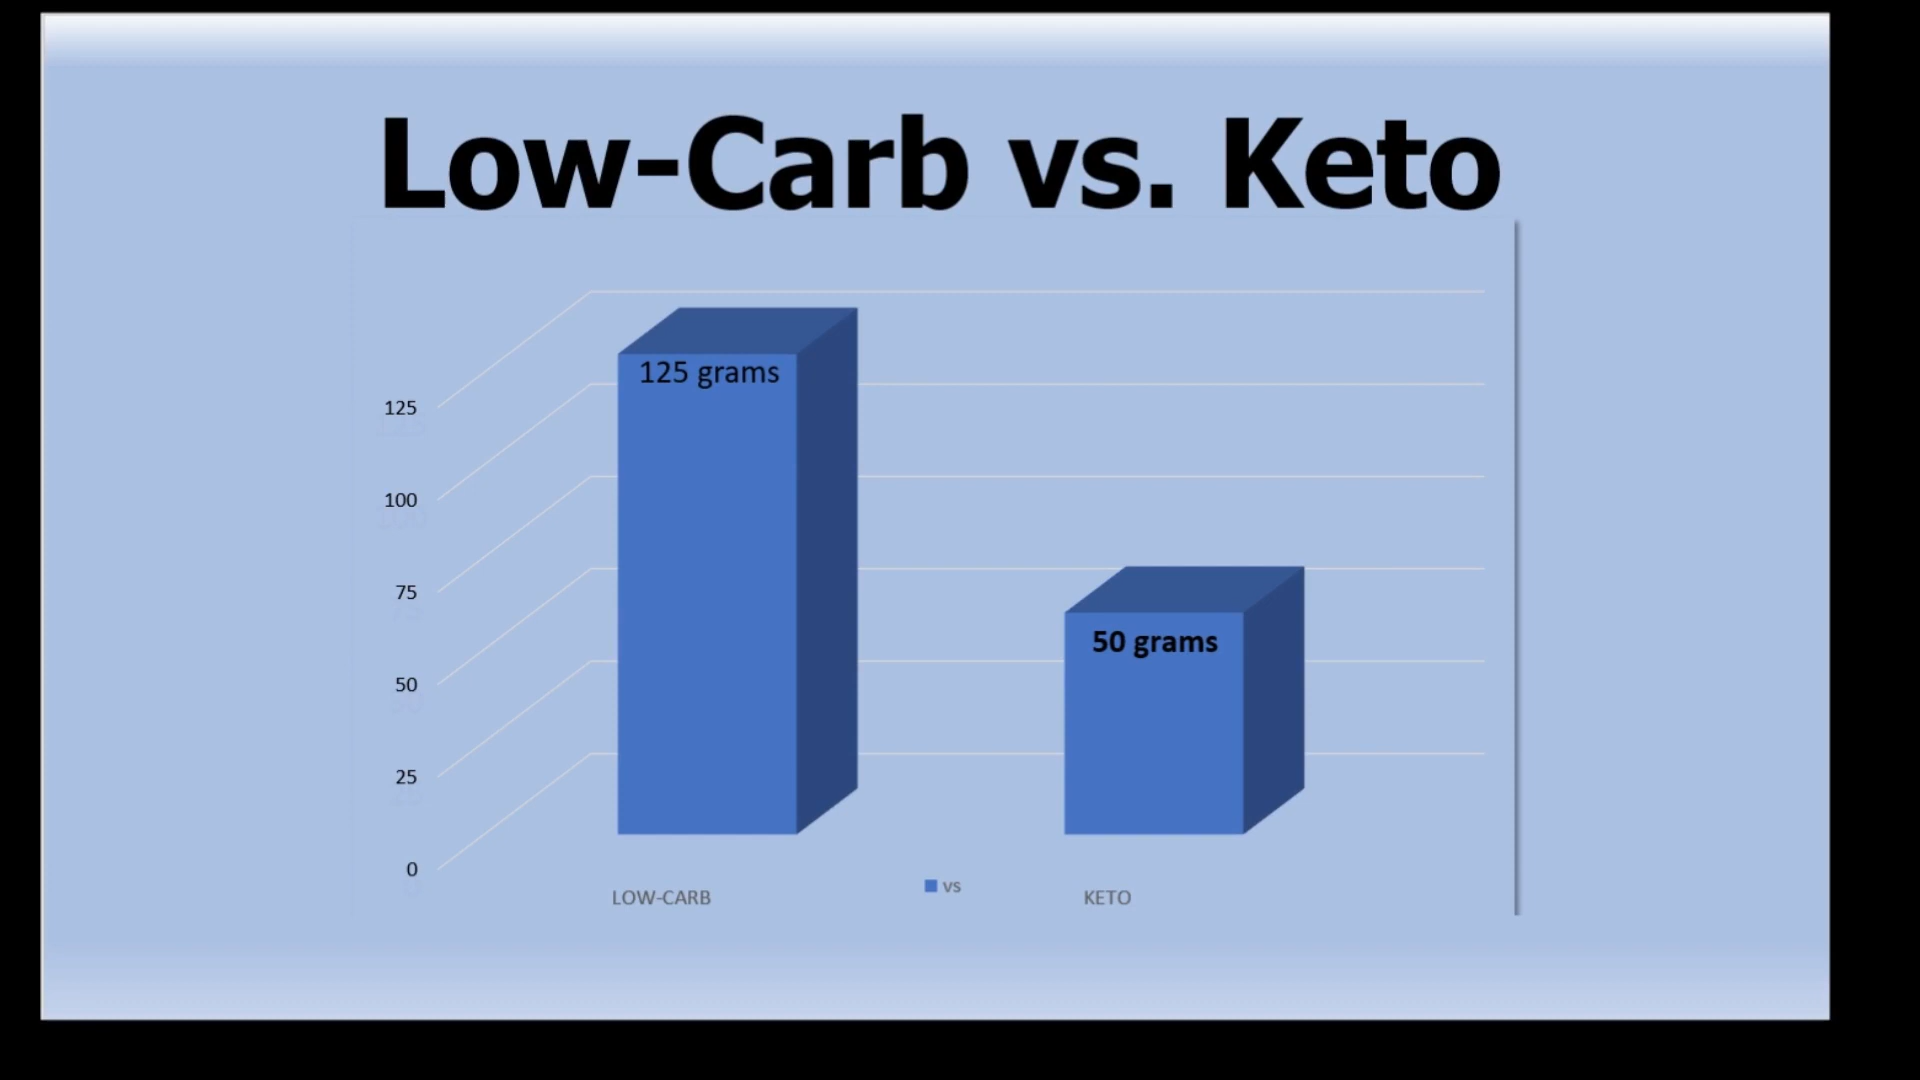 Low-Carb vs. Keto
125 grams
125
100
75
50 grams
50
25
0
LOW-CARB
vs
KETO